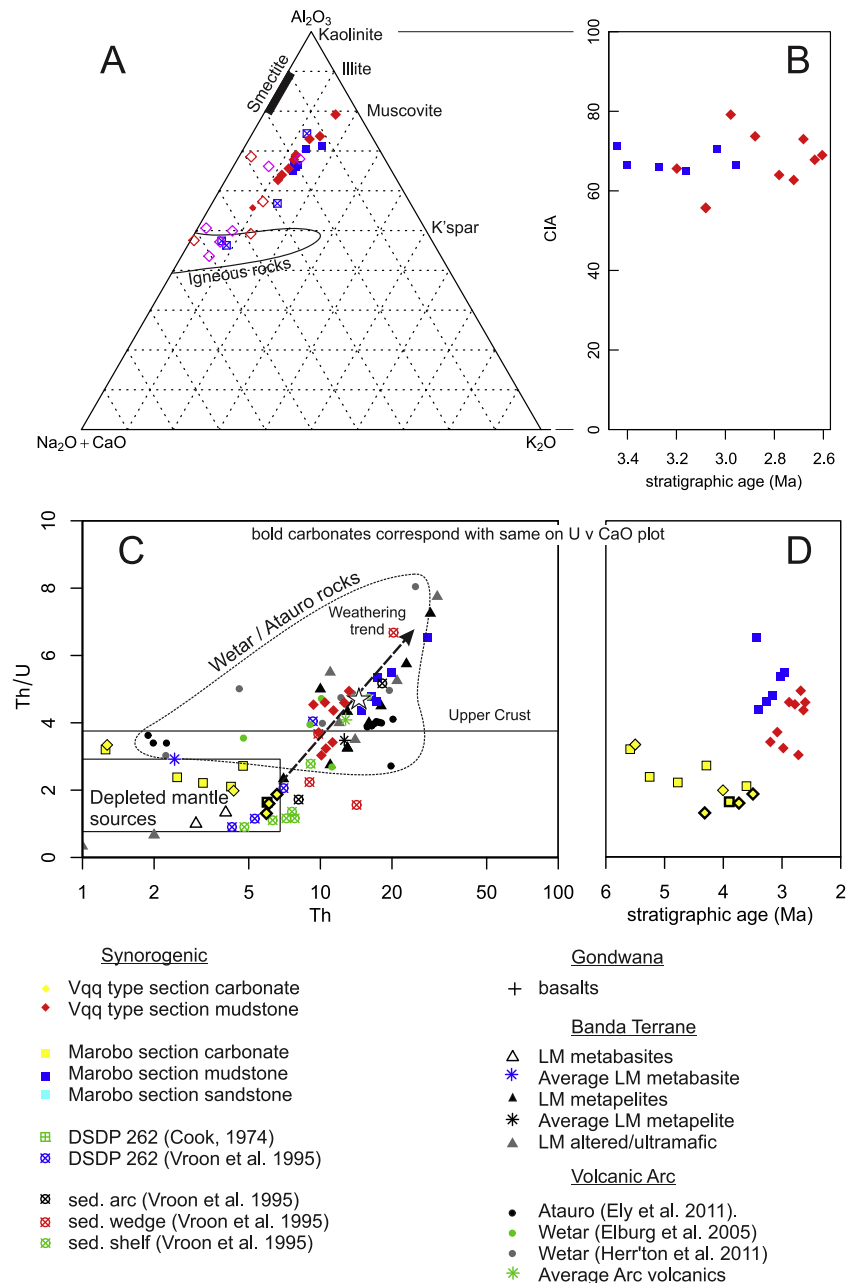 Al₂O₃
A
Kaolinite
Illite
Smectite
Muscovite
K'spar
Igneous rocks
Na₂O + CaO
K₂O
B
100
80
60
40
20
0
CIA
3.4 3.2 3.0 2.8 2.6
stratigraphic age (Ma)
C
bold carbonates correspond with same on U v CaO plot
D
10
8
6
4
2
0
Th/U
Wetar / Atauro rocks
Weathering
trend
Upper Crust
Depleted mantle
sources
1 2 5 10 20 50 100
Th
6 5 4 3 2
stratigraphic age (Ma)
Synorogenic
Vqq type section carbonate
Vqq type section mudstone
Marobo section carbonate
Marobo section mudstone
Marobo section sandstone
DSDP 262 (Cook, 1974)
DSDP 262 (Vroon et al. 1995)
sed. arc (Vroon et al. 1995)
sed. wedge (Vroon et al. 1995)
sed. shelf (Vroon et al. 1995)
Gondwana
basalts
Banda Terrane
LM metabasites
Average LM metabasite
LM metapelites
Average LM metapelite
LM altered/ultramafic
Volcanic Arc
Ataro (Ely et al. 2011).
Wetar (Elburg et al. 2005)
Wetar (Herr'ton et al. 2011)
Average Arc volcanics